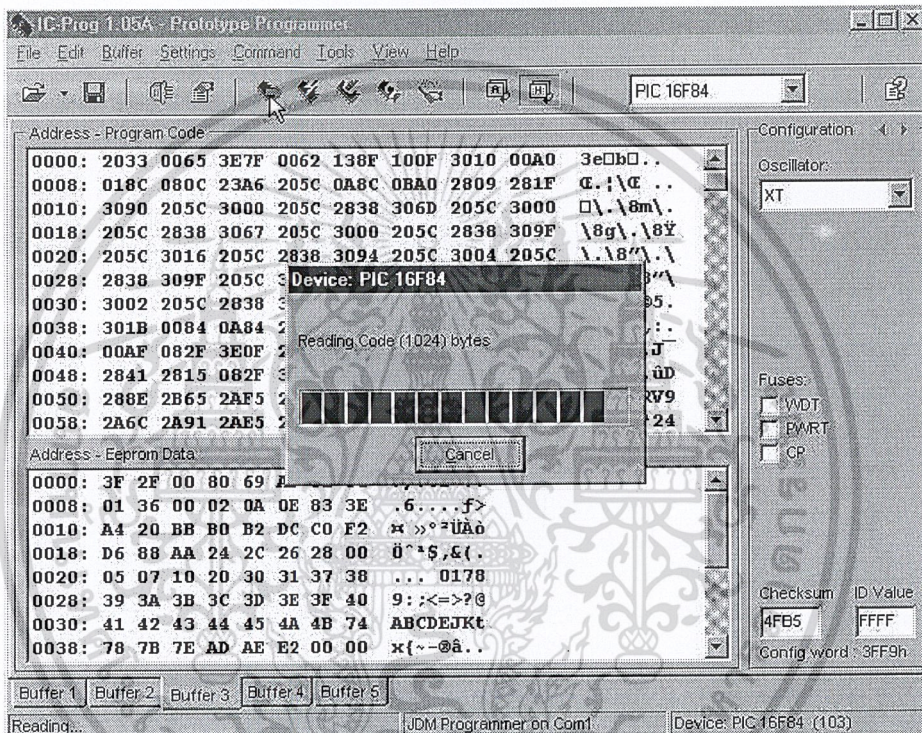 IC-Prog 1.05A - Prototype Programmer
File Edit Buffer Settings Command Tools View Help
PIC 16F84
Address - Program Code
0000: 2033 0065 3E7F 0062 138F 100F 3010 00A0 3e□b□..
0008: 018C 080C 23A6 205C 0A8C 0BA0 2809 281F Œ.¦\Œ ..
0010: 3090 205C 3000 205C 2838 306D 205C 3000 □\.\8m\.
0018: 205C 2838 3067 205C 3000 205C 2838 309F \8g\.\8Ÿ
0020: 205C 3016 205C 2838 3094 205C 3004 205C \.\8"\.\
0028: 2838 309F 205C
0030: 3002 205C 2838
0038: 301B 0084 0A84
0040: 00AF 082F 3E0F
0048: 2841 2815 082F
0050: 288E 2B65 2AF5
0058: 2A6C 2A91 2AE5
Device: PIC 16F84
Reading Code (1024) bytes
Cancel
Address - Eeprom Data
0000: 3F 2F 00 80 69
0008: 01 36 00 02 0A 0E 83 3E .6....ƒ>
0010: A4 20 BB B0 B2 DC C0 F2 ¤ »°²ÜÀò
0018: D6 88 AA 24 2C 26 28 00 Öˆª$,&(.
0020: 05 07 10 20 30 31 37 38 ... 0178
0028: 39 3A 3B 3C 3D 3E 3F 40 9:;<=>?@
0030: 41 42 43 44 45 4A 4B 74 ABCDEJKt
0038: 78 7B 7E AD AE E2 00 00 x{~-®â..
Configuration
Oscillator:
XT
Fuses:
WDT
PWRT
CP
Checksum ID Value
4FB5 FFFF
Config word : 3FF9h
Buffer 1 Buffer 2 Buffer 3 Buffer 4 Buffer 5
Reading... JDM Programmer on Com1 Device: PIC 16F84 (103)